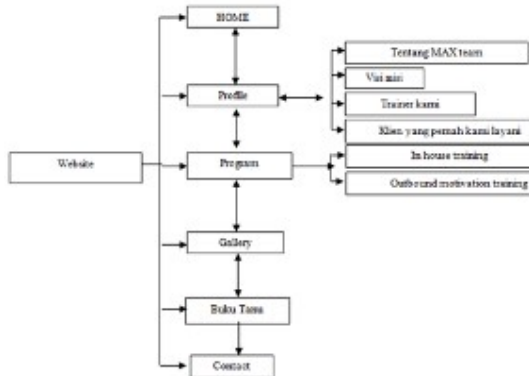 HOME
Tentang MAX team
Visi misi
Profile
Trainer kami
Klien yang pernah kami layani
Website
Program
In house training
Outbound motivation training
Gallery
Buku Tamu
Contact